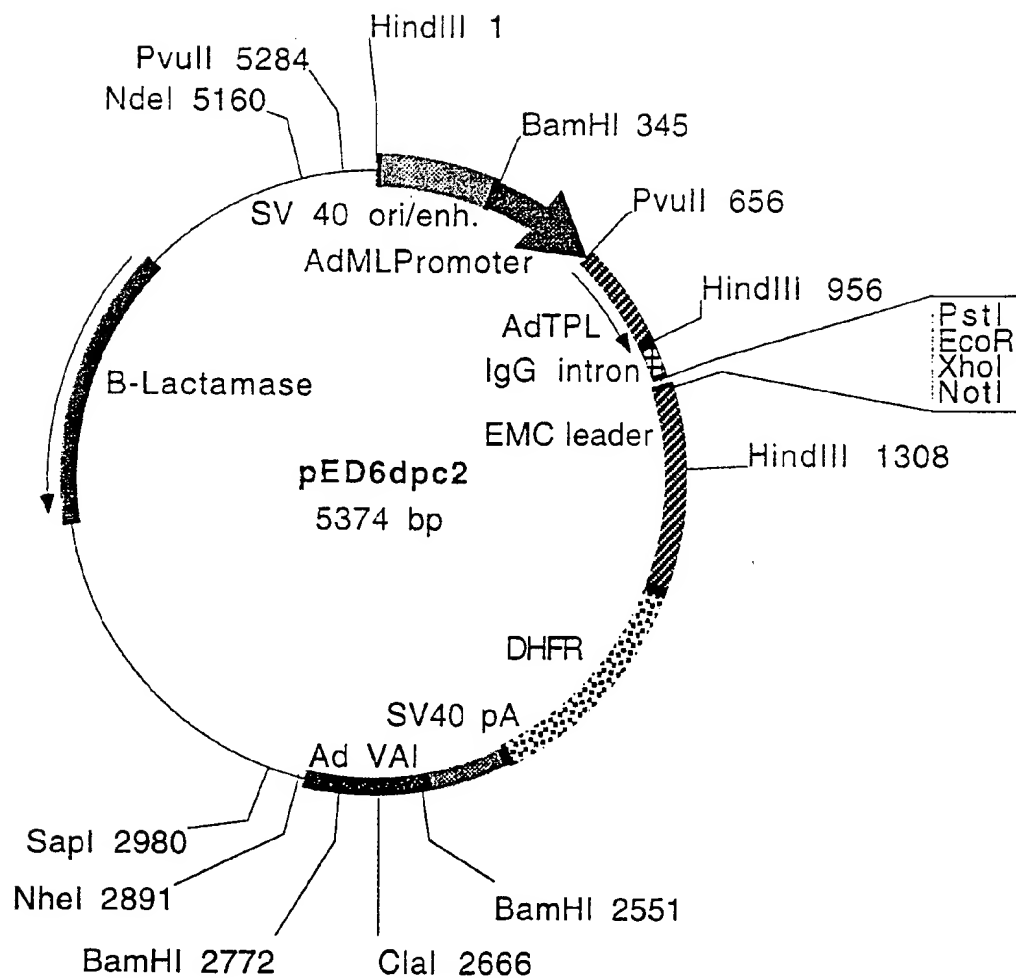 HindIII 1
PvuII 5284
NdeI 5160
BamHI 345
SV 40 ori/enh.
PvuII 656
AdMLPromoter
HindIII 956
PstI
EcoR
XhoI
NotI
AdTPL
IgG intron
B-Lactamase
EMC leader
HindIII 1308
pED6dpc2
5374 bp
DHFR
SV40 pA
Ad VAI
SapI 2980
NheI 2891
BamHI 2551
BamHI 2772
ClaI 2666